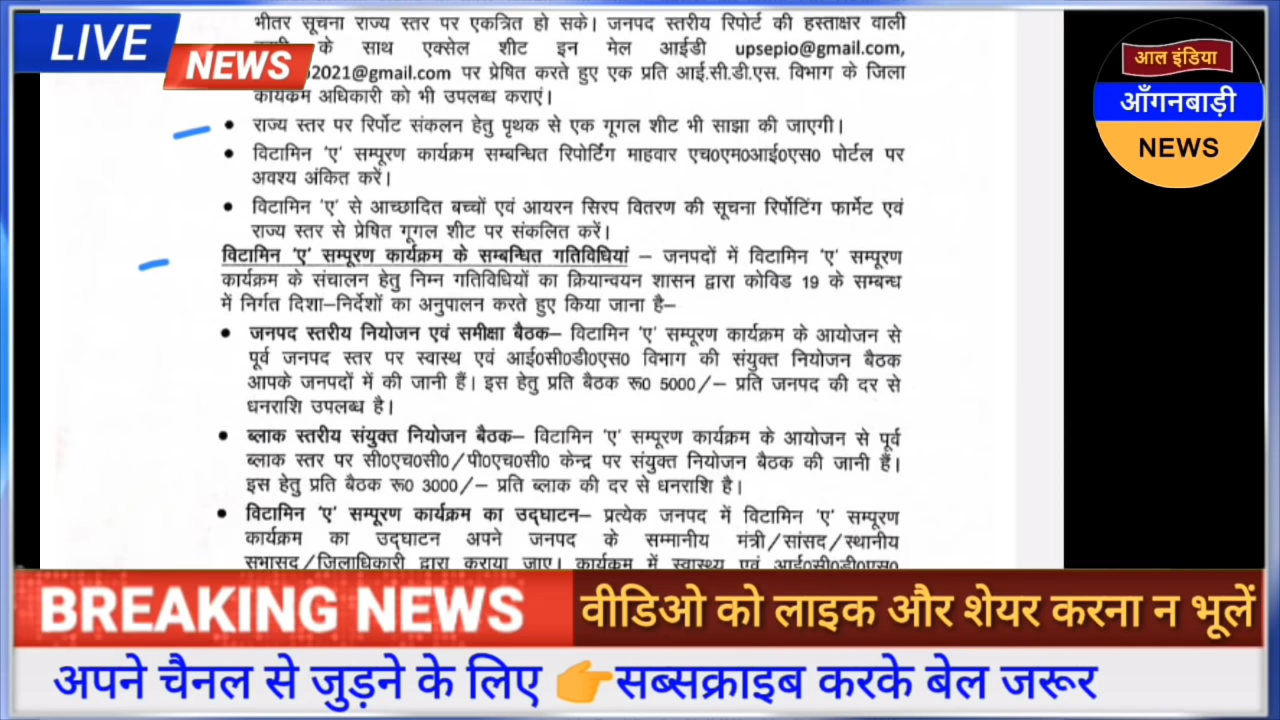 LIVE
NEWS
आल इंडिया
आँगनबाड़ी
NEWS
भीतर सूचना राज्य स्तर पर एकत्रित हो सके। जनपद स्तरीय रिपोर्ट की हस्ताक्षर वाली
के साथ एक्सेल शीट इन मेल आईडी upsepio@gmail.com,
2021@gmail.com पर प्रेषित करते हुए एक प्रति आई.सी.डी.एस. विभाग के जिला
कार्यक्रम अधिकारी को भी उपलब्ध कराएं।
• राज्य स्तर पर रिर्पोट संकलन हेतु पृथक से एक गूगल शीट भी साझा की जाएगी।
• विटामिन 'ए' सम्पूरण कार्यक्रम सम्बन्धित रिपोर्टिंग माहवार एच0एम0आई0एस0 पोर्टल पर
अवश्य अंकित करें।
• विटामिन 'ए' से आच्छादित बच्चों एवं आयरन सिरप वितरण की सूचना रिर्पोटिंग फार्मेट एवं
राज्य स्तर से प्रेषित गूगल शीट पर संकलित करें।
विटामिन 'ए' सम्पूरण कार्यक्रम के सम्बन्धित गतिविधियां – जनपदों में विटामिन 'ए' सम्पूरण
कार्यक्रम के संचालन हेतु निम्न गतिविधियों का क्रियान्वयन शासन द्वारा कोविड 19 के सम्बन्ध
में निर्गत दिशा–निर्देशों का अनुपालन करते हुए किया जाना है–
• जनपद स्तरीय नियोजन एवं समीक्षा बैठक– विटामिन 'ए' सम्पूरण कार्यक्रम के आयोजन से
पूर्व जनपद स्तर पर स्वास्थ एवं आई0सी0डी0एस0 विभाग की संयुक्त नियोजन बैठक
आपके जनपदों में की जानी हैं। इस हेतु प्रति बैठक रू0 5000/– प्रति जनपद की दर से
धनराशि उपलब्ध है।
• ब्लाक स्तरीय संयुक्त नियोजन बैठक– विटामिन 'ए' सम्पूरण कार्यक्रम के आयोजन से पूर्व
ब्लाक स्तर पर सी0एच0सी0/पी0एच0सी0 केन्द्र पर संयुक्त नियोजन बैठक की जानी हैं।
इस हेतु प्रति बैठक रू0 3000/– प्रति ब्लाक की दर से धनराशि है।
• विटामिन 'ए' सम्पूरण कार्यक्रम का उद्घाटन– प्रत्येक जनपद में विटामिन 'ए' सम्पूरण
कार्यक्रम का उद्घाटन अपने जनपद के सम्मानीय मंत्री/सांसद/स्थानीय
सभासद/जिलाधिकारी द्वारा कराया जाए। कार्यक्रम में स्वास्थ्य एवं आई0सी0डी0एस0
BREAKING NEWS
वीडिओ को लाइक और शेयर करना न भूलें
अपने चैनल से जुड़ने के लिए 👉सब्सक्राइब करके बेल जरूर